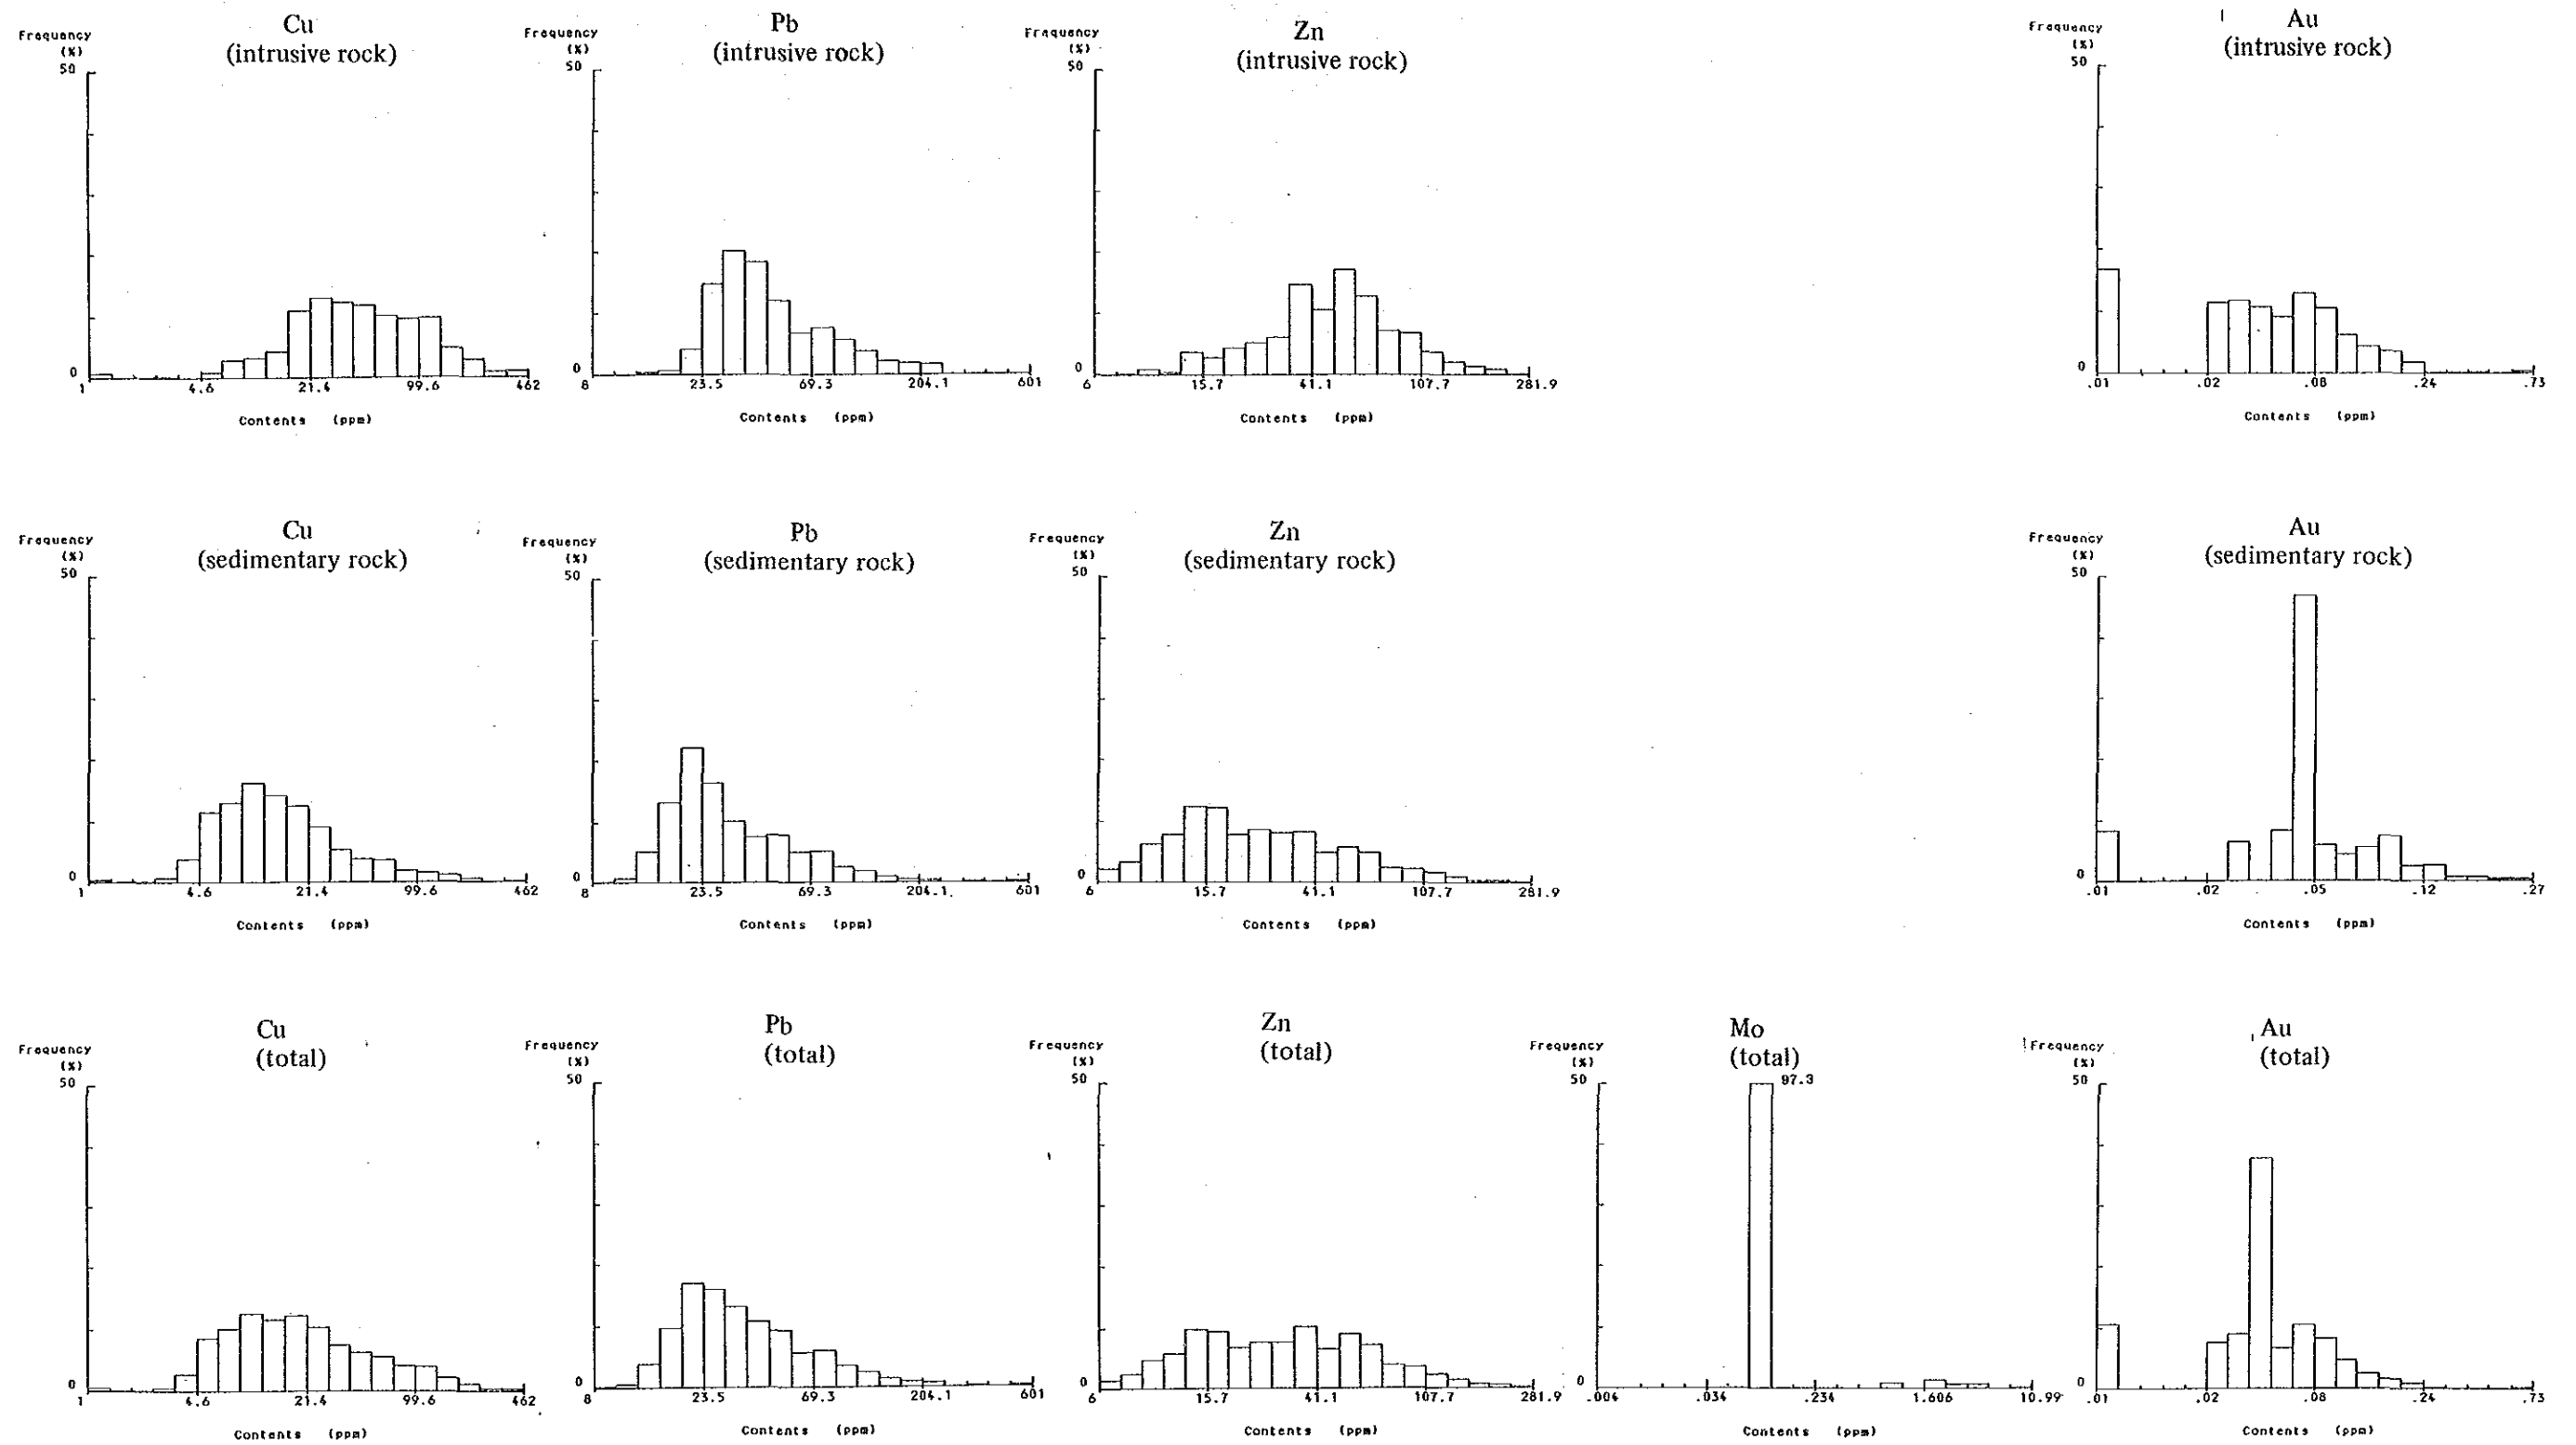 Cu
(intrusive rock)
Frequency
(%)
50
0
1
4.6
21.4
99.6
462
Contents (ppm)
Pb
(intrusive rock)
Frequency
(%)
50
0
8
23.5
69.3
204.1
601
Contents (ppm)
Zn
(intrusive rock)
Frequency
(%)
50
0
6
15.7
41.1
107.7
281.9
Contents (ppm)
Au
(intrusive rock)
Frequency
(%)
50
0
.01
.02
.08
.24
.73
Contents (ppm)
Cu
(sedimentary rock)
Frequency
(%)
50
0
1
4.6
21.4
99.6
462
Contents (ppm)
Pb
(sedimentary rock)
Frequency
(%)
50
0
8
23.5
69.3
204.1
601
Contents (ppm)
Zn
(sedimentary rock)
Frequency
(%)
50
0
6
15.7
41.1
107.7
281.9
Contents (ppm)
Au
(sedimentary rock)
Frequency
(%)
50
0
.01
.02
.05
.12
.27
Contents (ppm)
Cu
(total)
Frequency
(%)
50
0
1
4.6
21.4
99.6
462
Contents (ppm)
Pb
(total)
Frequency
(%)
50
0
8
23.5
69.3
204.1
601
Contents (ppm)
Zn
(total)
Frequency
(%)
50
0
6
15.7
41.1
107.7
281.9
Contents (ppm)
Mo
(total)
Frequency
(%)
50
97.3
0
.004
.034
.234
1.606
10.99
Contents (ppm)
Au
(total)
Frequency
(%)
50
0
.01
.02
.08
.24
.73
Contents (ppm)